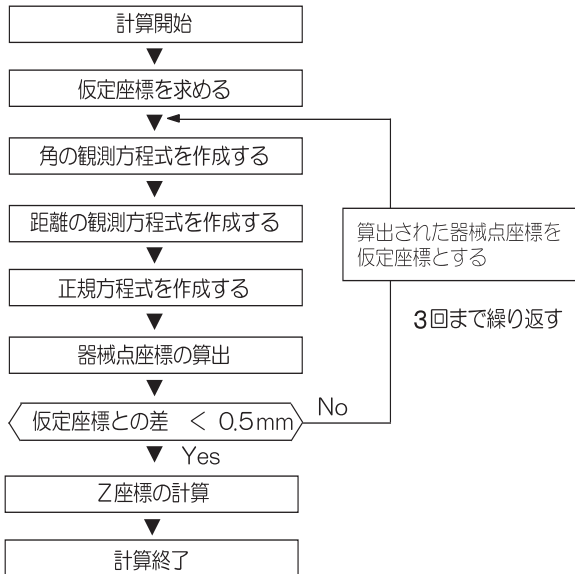 計算開始
仮定座標を求める
角の観測方程式を作成する
距離の観測方程式を作成する
正規方程式を作成する
器械点座標の算出
仮定座標との差 < 0.5mm
No
Yes
算出された器械点座標を
仮定座標とする
3回まで繰り返す
Z座標の計算
計算終了